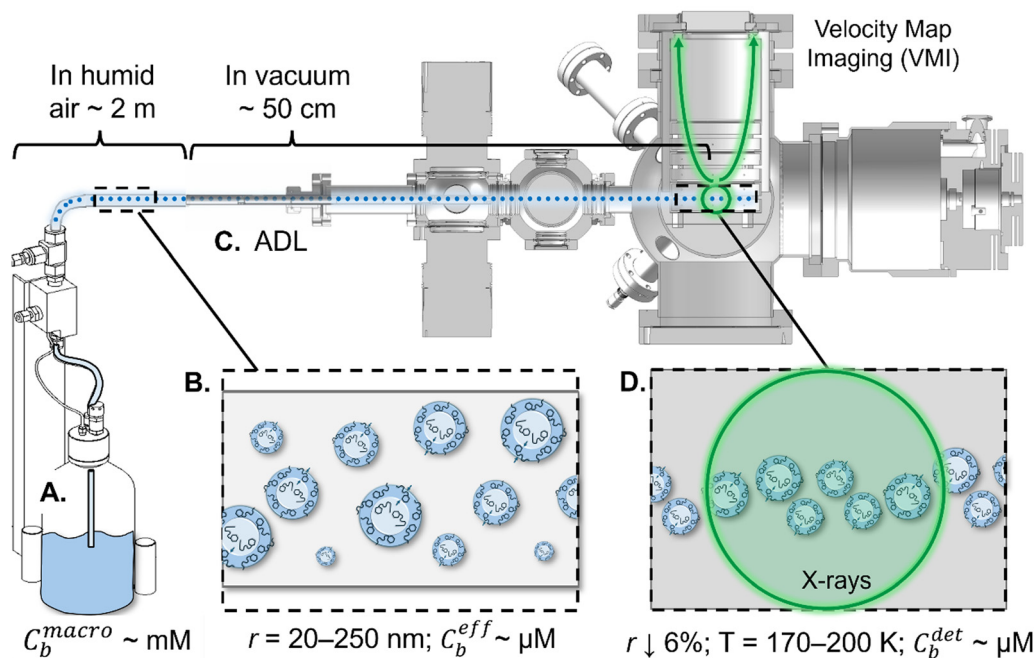 Velocity Map
Imaging (VMI)
In humid
air ~ 2 m
In vacuum
~ 50 cm
C. ADL
B.
D.
A.
X-rays
C_b^{macro} ~ mM
r = 20–250 nm; C_b^{eff} ~ μM
r ↓ 6%; T = 170–200 K; C_b^{det} ~ μM